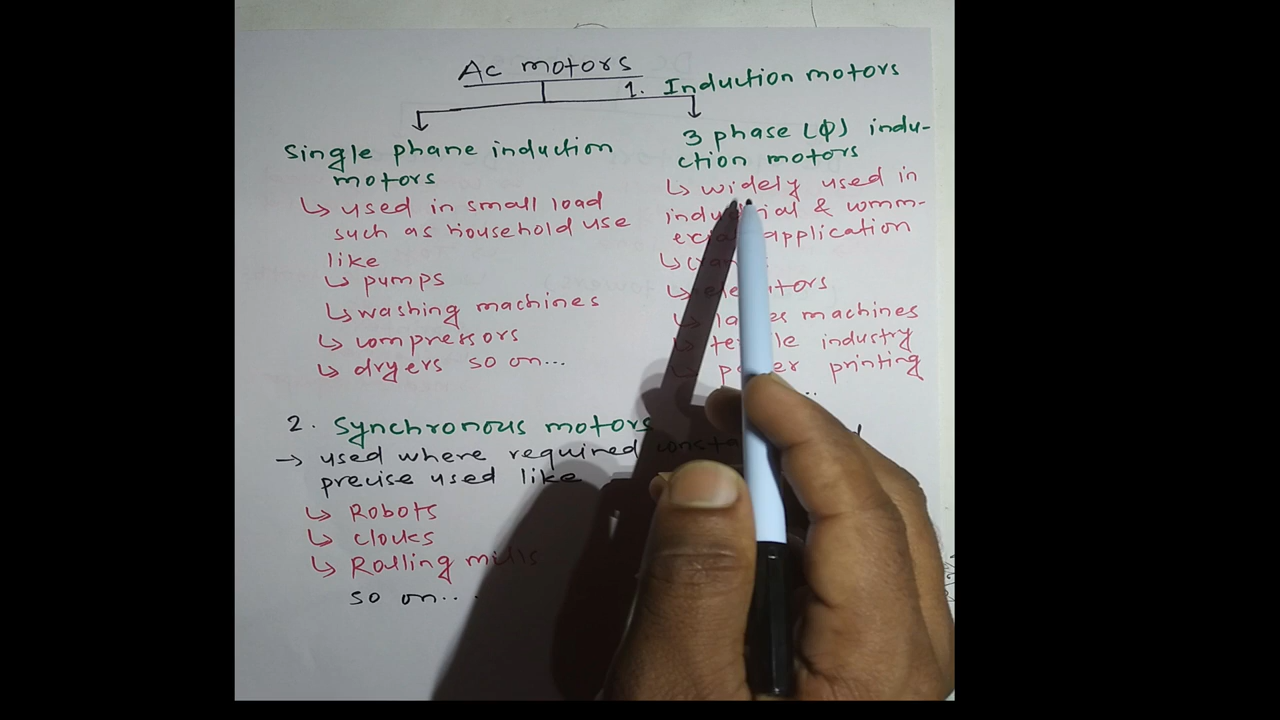 Ac motors
1. Induction motors
Single phane induction
motors
↳ used in small load
such as household use
like
↳ pumps
↳ washing machines
↳ compressors
↳ dryers so on...
3 phase (ϕ) indu-
ction motors
↳ widely used in
& comm-
application
↳
↳
↳ machines
↳ industry
↳ printing
2. Synchronous motors
→ used where required
precise used like
↳ Robots
↳ clocks
↳ Rolling mills
so on...